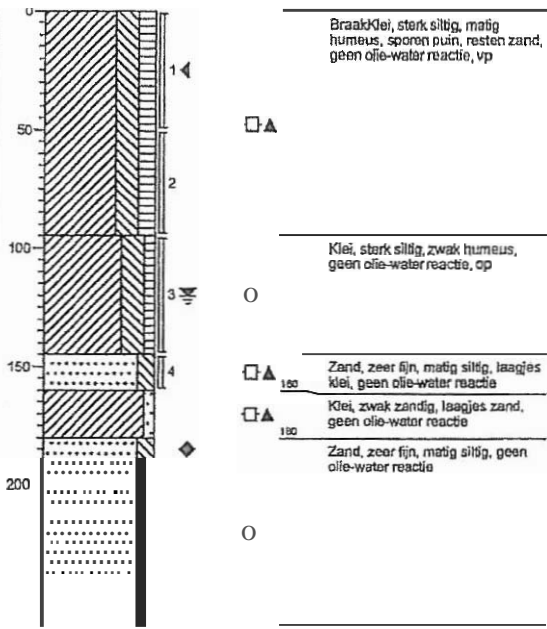 0
BraakKlei, sterk siltig, matig
humeus, sporen puin, resten zand,
geen olie-water reactie, vp
1
50
2
100
Klei, sterk siltig, zwak humeus,
geen olie-water reactie, op
3
O
150
4
Zand, zeer fijn, matig siltig, laagjes
klei, geen olie-water reactie
160
Klei, zwak zandig, laagjes zand,
geen olie-water reactie
180
Zand, zeer fijn, matig siltig, geen
olie-water reactie
200
O